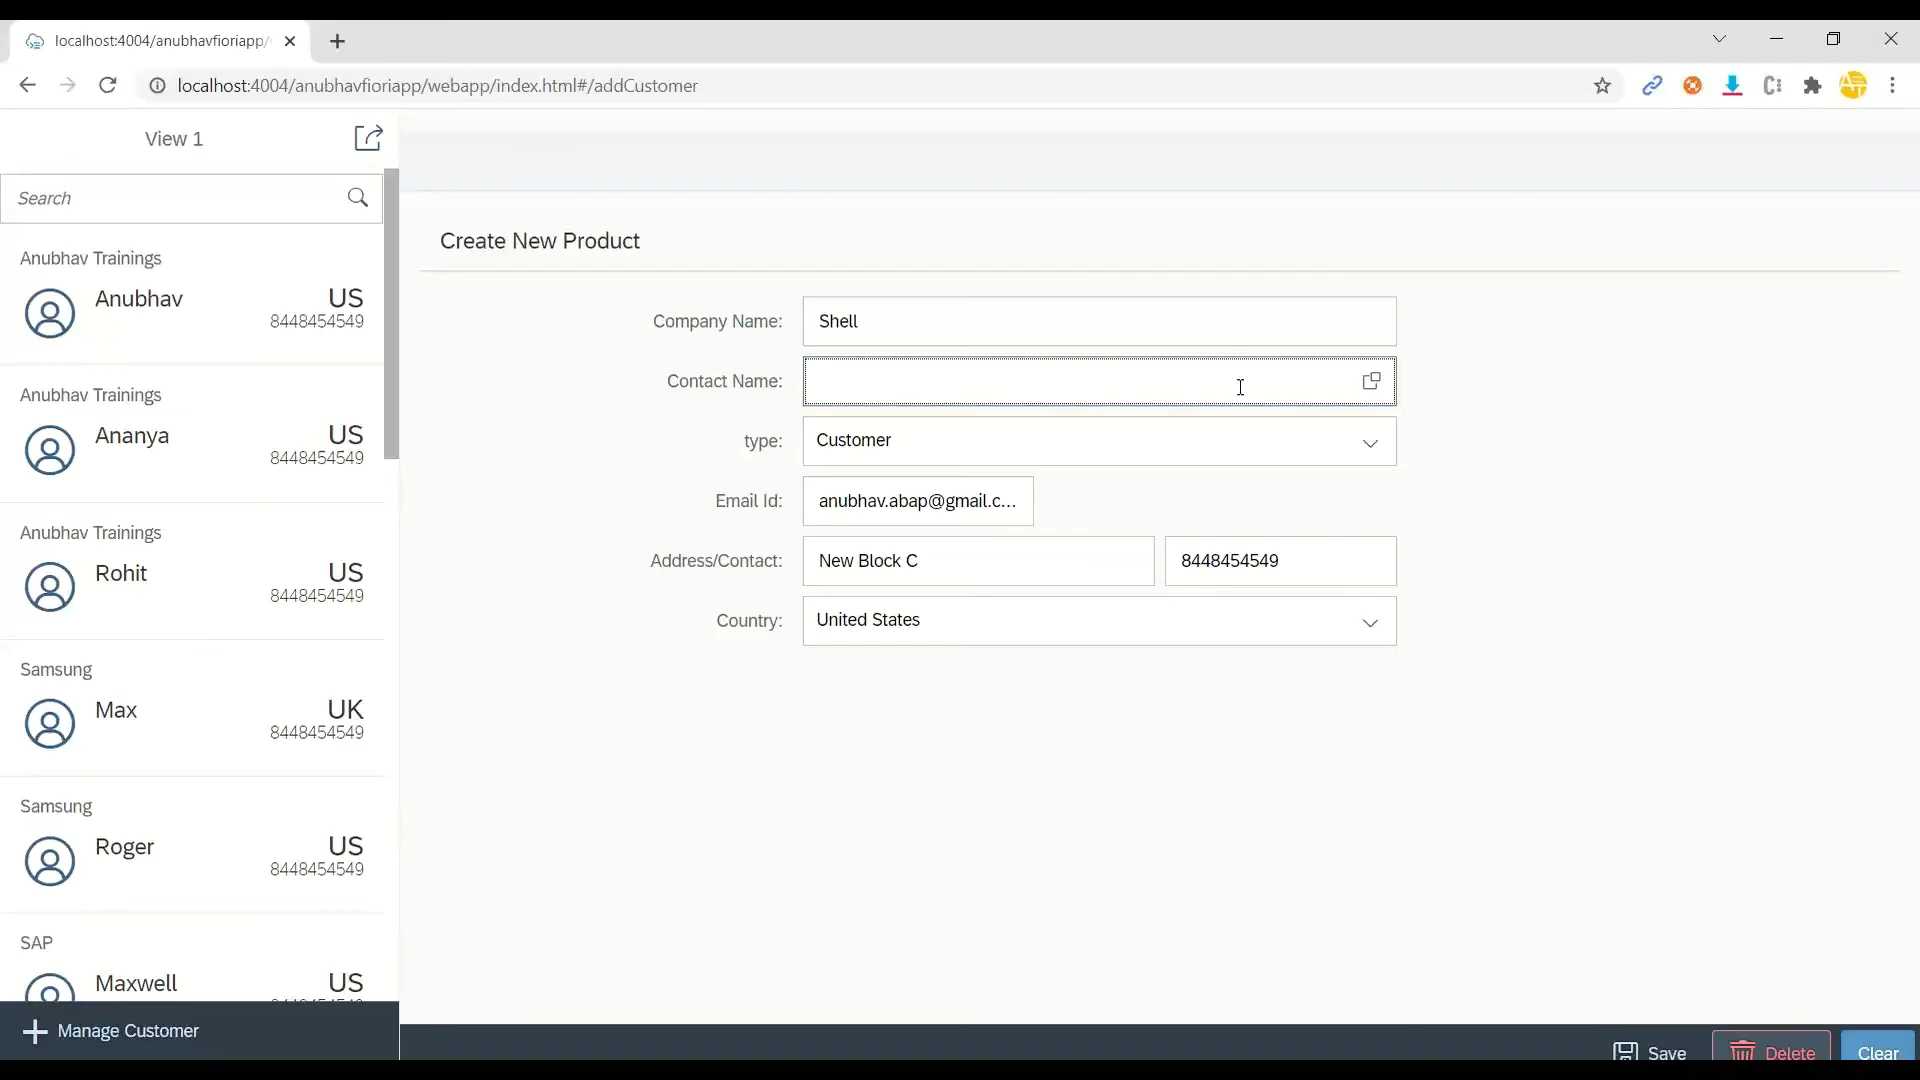 localhost:4004/anubhavfioriapp/
localhost:4004/anubhavfioriapp/webapp/index.html#/addCustomer
View 1
Search
Anubhav Trainings
Anubhav US
8448454549
Anubhav Trainings
Ananya US
8448454549
Anubhav Trainings
Rohit US
8448454549
Samsung
Max UK
8448454549
Samsung
Roger US
8448454549
SAP
Maxwell US
Manage Customer
Create New Product
Company Name: Shell
Contact Name:
type: Customer
Email Id: anubhav.abap@gmail.c...
Address/Contact: New Block C 8448454549
Country: United States
Save Delete Clear